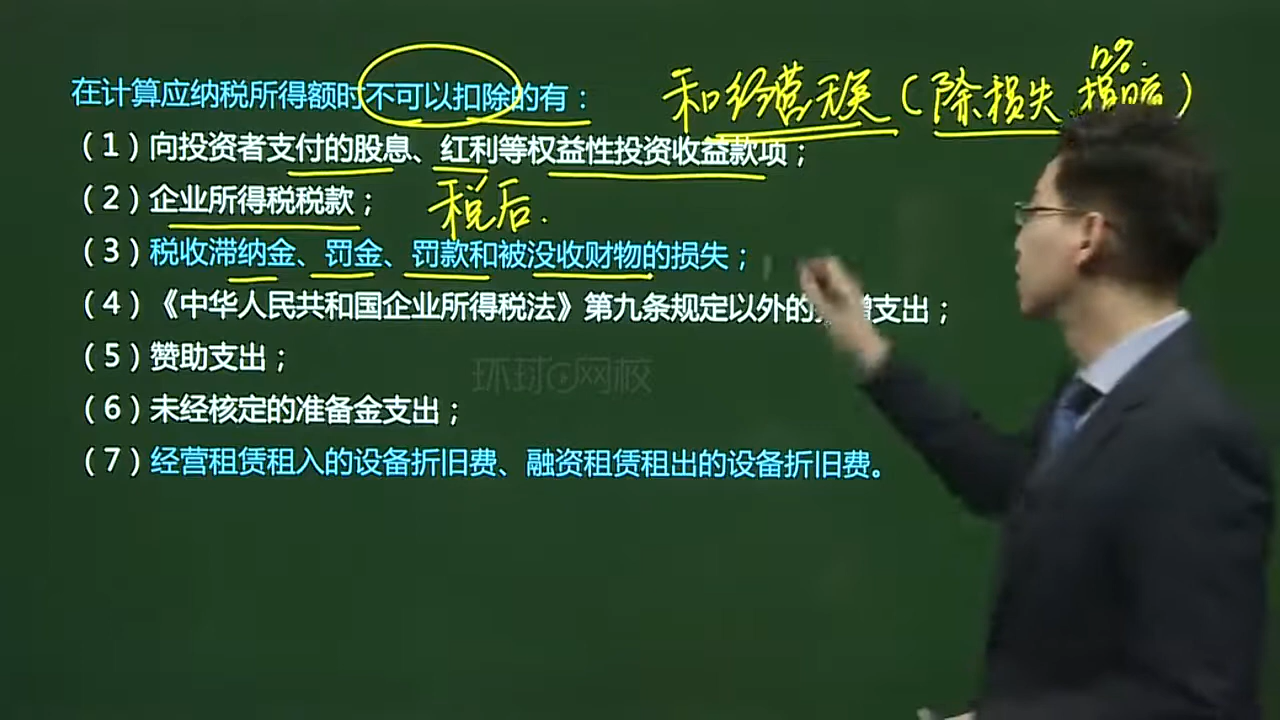 在计算应纳税所得额时不可以扣除的有： 和经营无关（除损失、捐赠）
（1）向投资者支付的股息、红利等权益性投资收益款项；
（2）企业所得税税款； 税后.
（3）税收滞纳金、罚金、罚款和被没收财物的损失；
（4）《中华人民共和国企业所得税法》第九条规定以外的 赠支出；
（5）赞助支出；
环球网校
（6）未经核定的准备金支出；
（7）经营租赁租入的设备折旧费、融资租赁租出的设备折旧费。